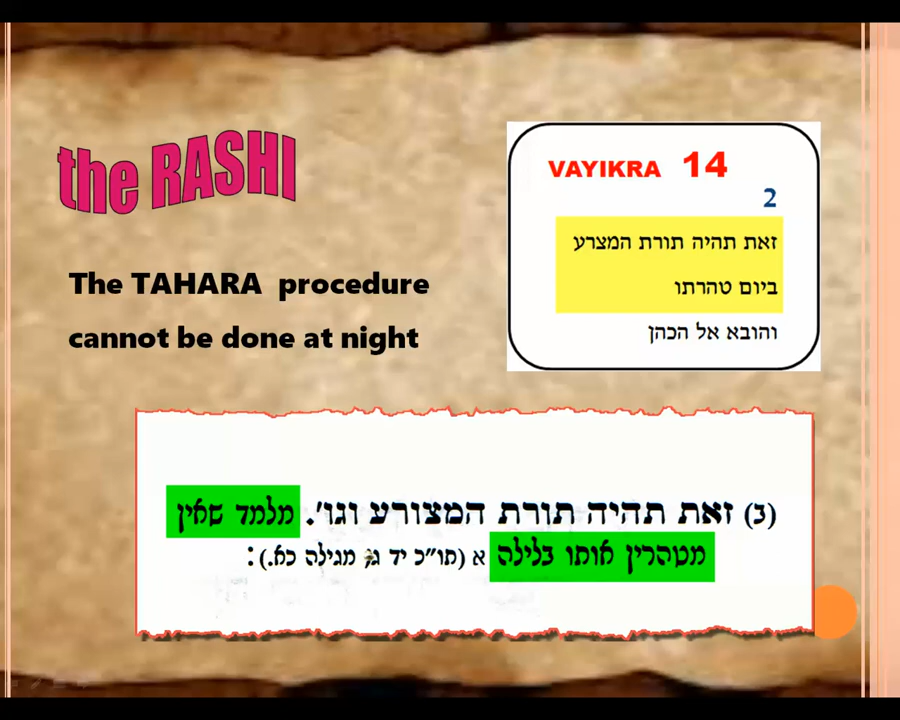 the RASHI
The TAHARA procedure
cannot be done at night
VAYIKRA 14
2
זאת תהיה תורת המצרע
ביום טהרתו
והובא אל הכהן
(ב) זאת תהיה תורת המצורע וגו'. מלמד שאין
מטהרין אותו בלילה א (תו"כ יד ג, מגילה כא.):